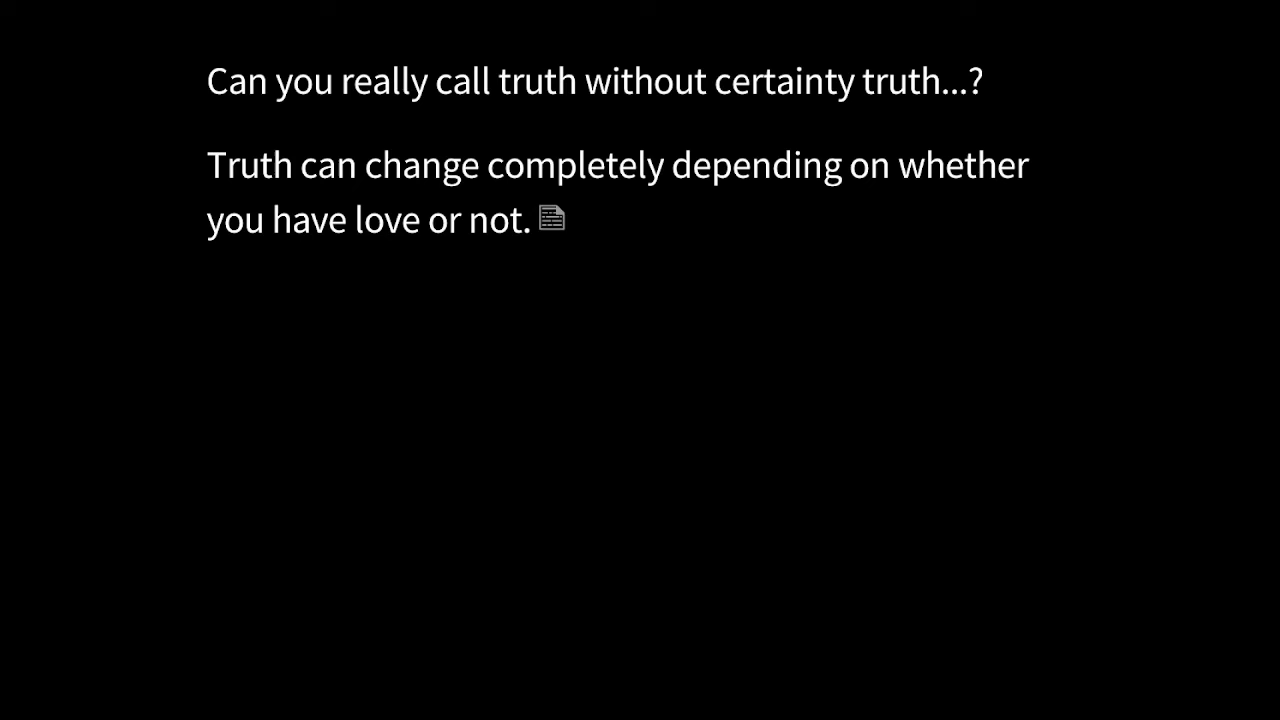 Can you really call truth without certainty truth...?
Truth can change completely depending on whether
you have love or not.